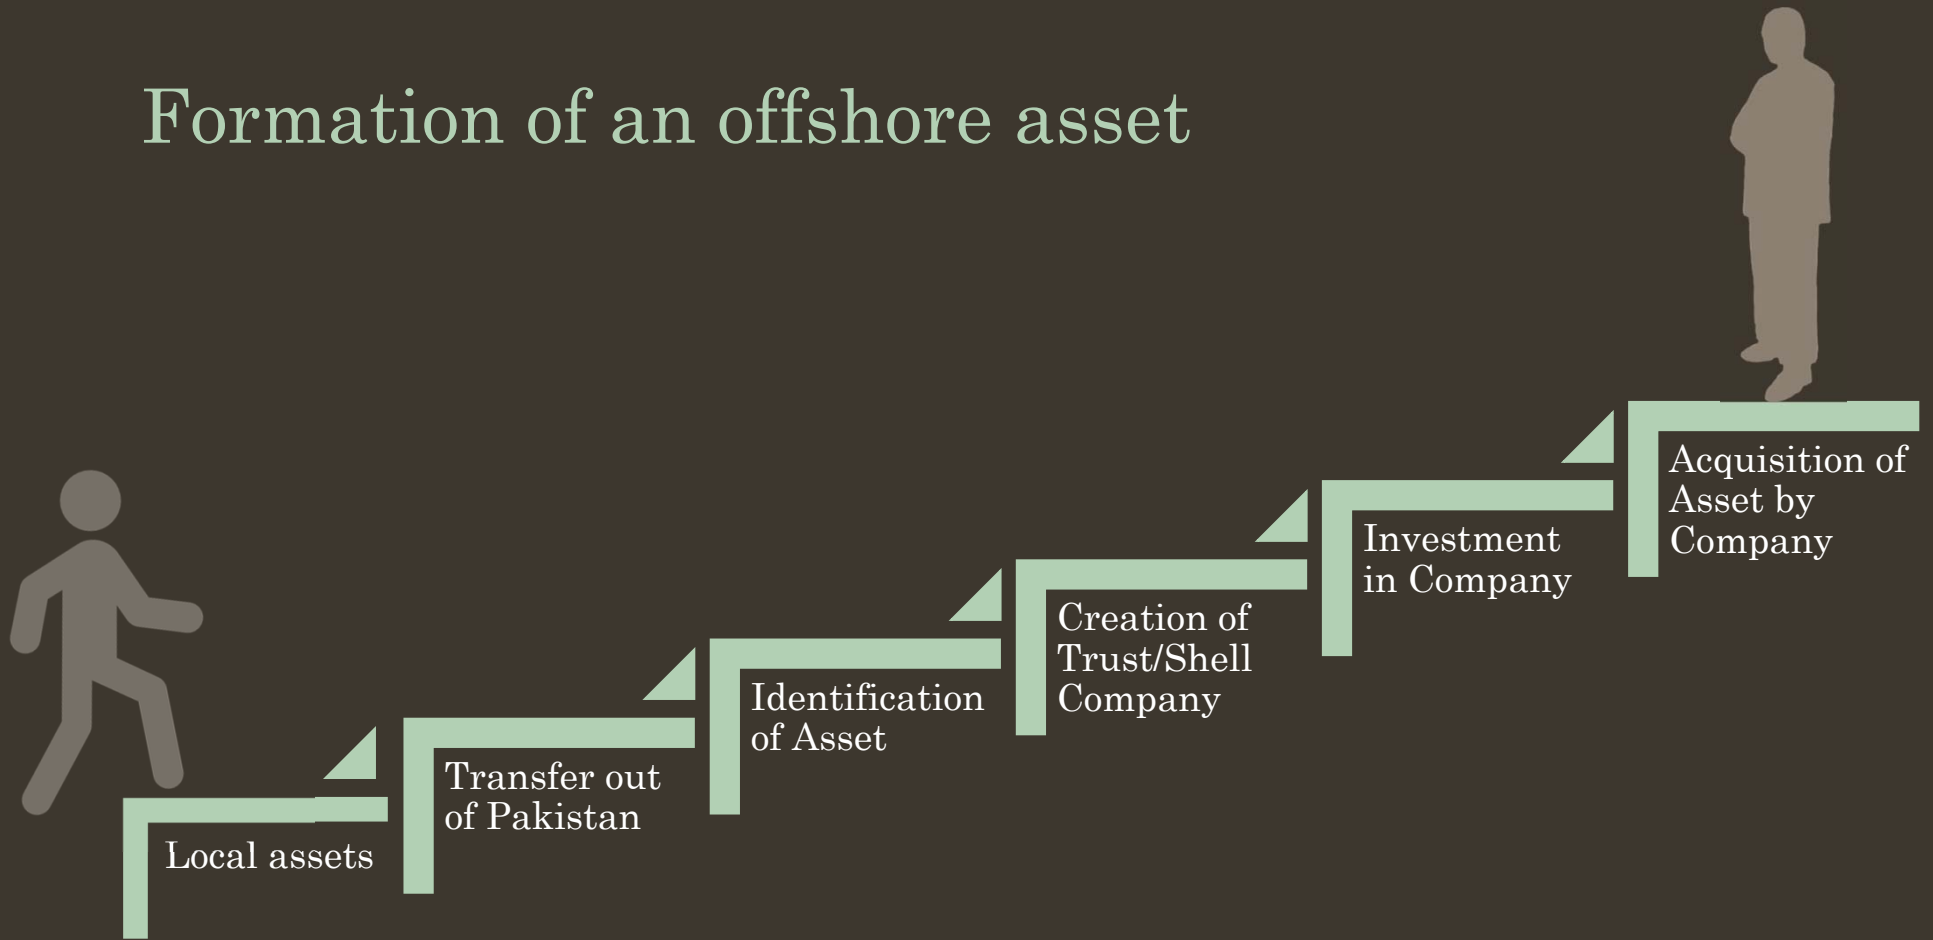 Formation of an offshore asset
Local assets
Transfer out
of Pakistan
Identification
of Asset
Creation of
Trust/Shell
Company
Investment
in Company
Acquisition of
Asset by
Company